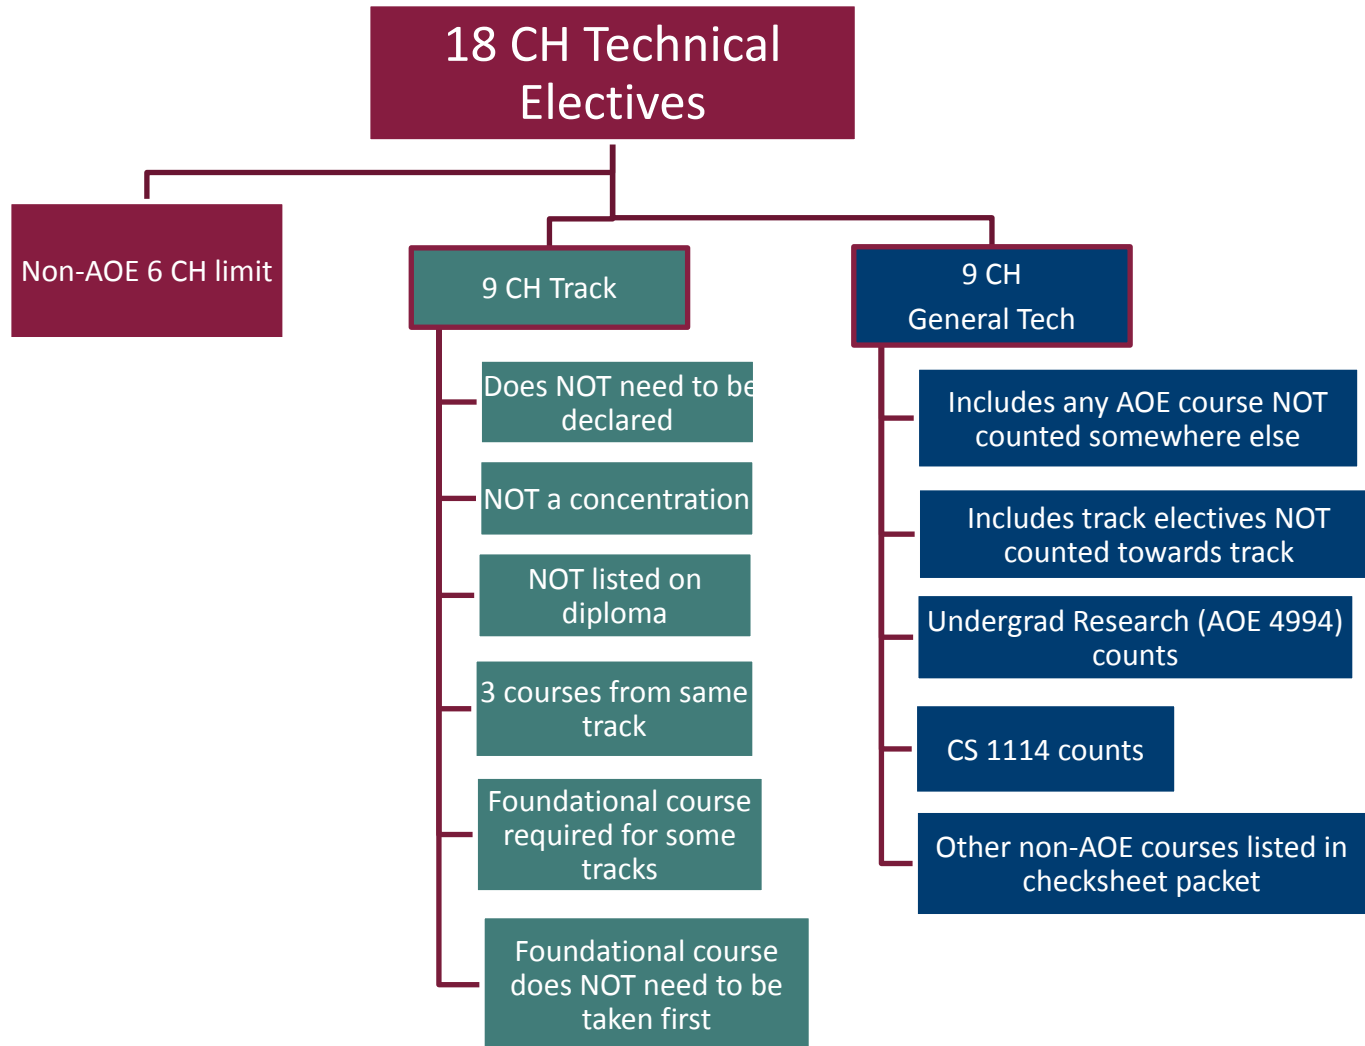 18 CH Technical
Electives
Non-AOE 6 CH limit
9 CH Track
Does NOT need to be
declared
NOT a concentration
NOT listed on
diploma
3 courses from same
track
Foundational course
required for some
tracks
Foundational course
does NOT need to be
taken first
9 CH
General Tech
Includes any AOE course NOT
counted somewhere else
Includes track electives NOT
counted towards track
Undergrad Research (AOE 4994)
counts
CS 1114 counts
Other non-AOE courses listed in
checksheet packet